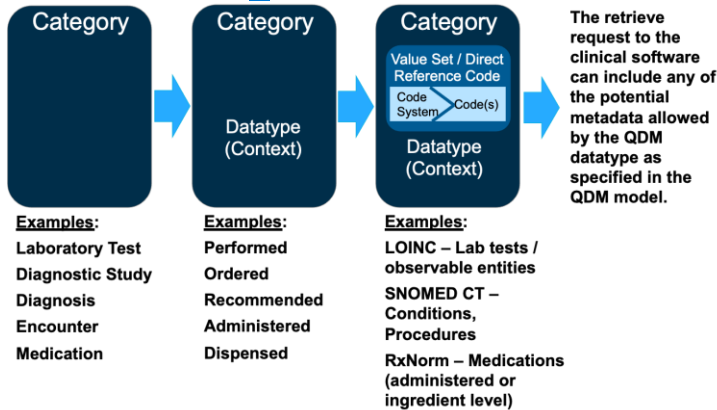 Category
Category
Datatype
(Context)
Category
Value Set / Direct
Reference Code
Code
System
Code(s)
Datatype
(Context)
The retrieve
request to the
clinical software
can include any of
the potential
metadata allowed
by the QDM
datatype as
specified in the
QDM model.
Examples:
Laboratory Test
Diagnostic Study
Diagnosis
Encounter
Medication
Examples:
Performed
Ordered
Recommended
Administered
Dispensed
Examples:
LOINC – Lab tests /
observable entities
SNOMED CT –
Conditions,
Procedures
RxNorm – Medications
(administered or
ingredient level)